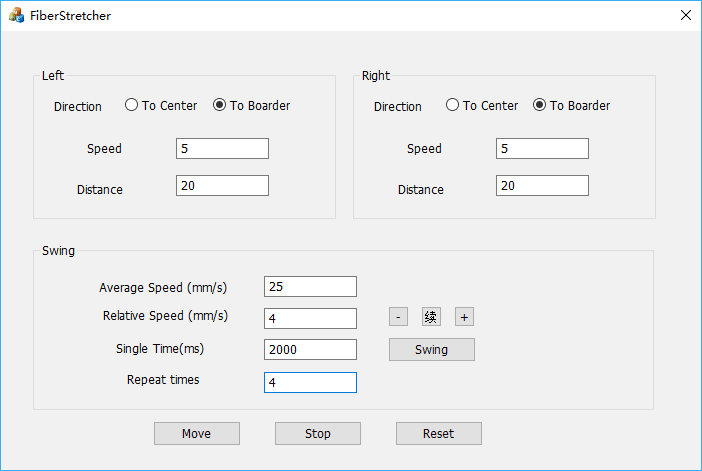 FiberStretcher
Left
Direction To Center To Boarder
Speed 5
Distance 20
Right
Direction To Center To Boarder
Speed 5
Distance 20
Swing
Average Speed (mm/s) 25
Relative Speed (mm/s) 4 - 续 +
Single Time(ms) 2000 Swing
Repeat times 4
Move Stop Reset